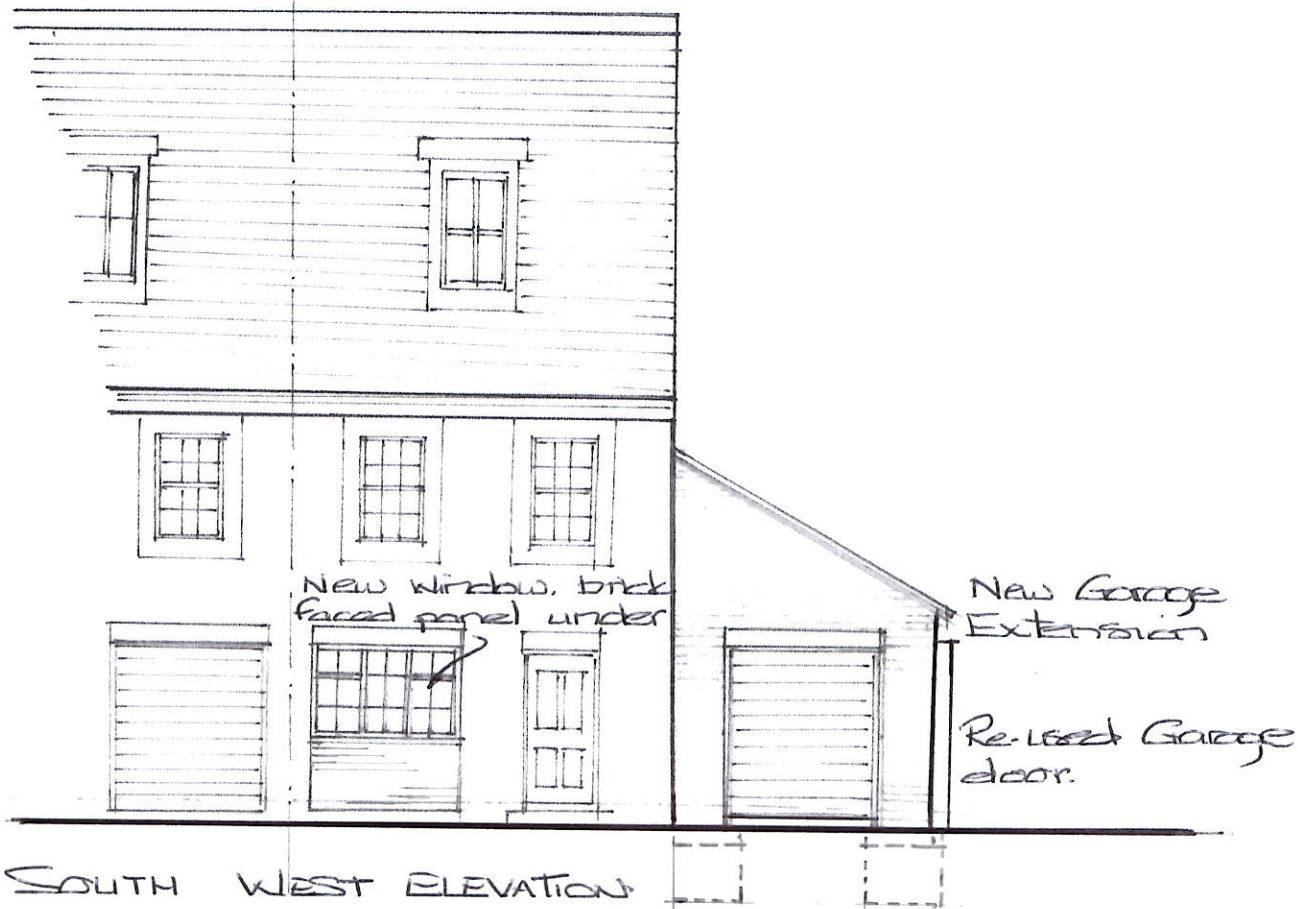 New window. brick
faced panel under
New Garage
Extension
Re-used Garage
door.
SOUTH WEST ELEVATION